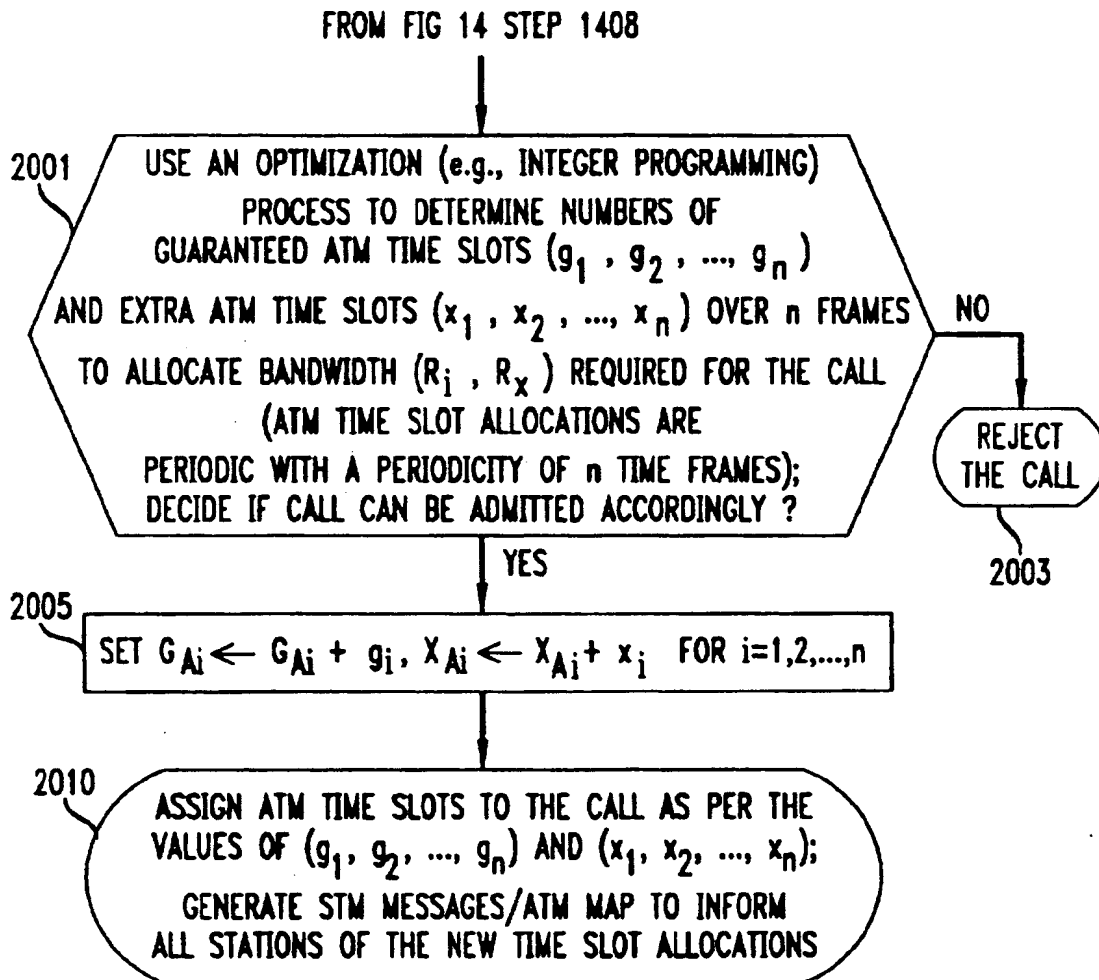 FROM FIG 14 STEP 1408
2001
USE AN OPTIMIZATION (e.g., INTEGER PROGRAMMING)
PROCESS TO DETERMINE NUMBERS OF
GUARANTEED ATM TIME SLOTS (g1 , g2 , ..., gn )
AND EXTRA ATM TIME SLOTS (x1 , x2 , ..., xn ) OVER n FRAMES
TO ALLOCATE BANDWIDTH (Ri , Rx ) REQUIRED FOR THE CALL
(ATM TIME SLOT ALLOCATIONS ARE
PERIODIC WITH A PERIODICITY OF n TIME FRAMES);
DECIDE IF CALL CAN BE ADMITTED ACCORDINGLY ?
NO
REJECT
THE CALL
2003
YES
2005
SET GAi ← GAi + gi, XAi ← XAi + xi FOR i=1,2,...,n
2010
ASSIGN ATM TIME SLOTS TO THE CALL AS PER THE
VALUES OF (g1, g2, ..., gn) AND (x1, x2, ..., xn);
GENERATE STM MESSAGES/ATM MAP TO INFORM
ALL STATIONS OF THE NEW TIME SLOT ALLOCATIONS